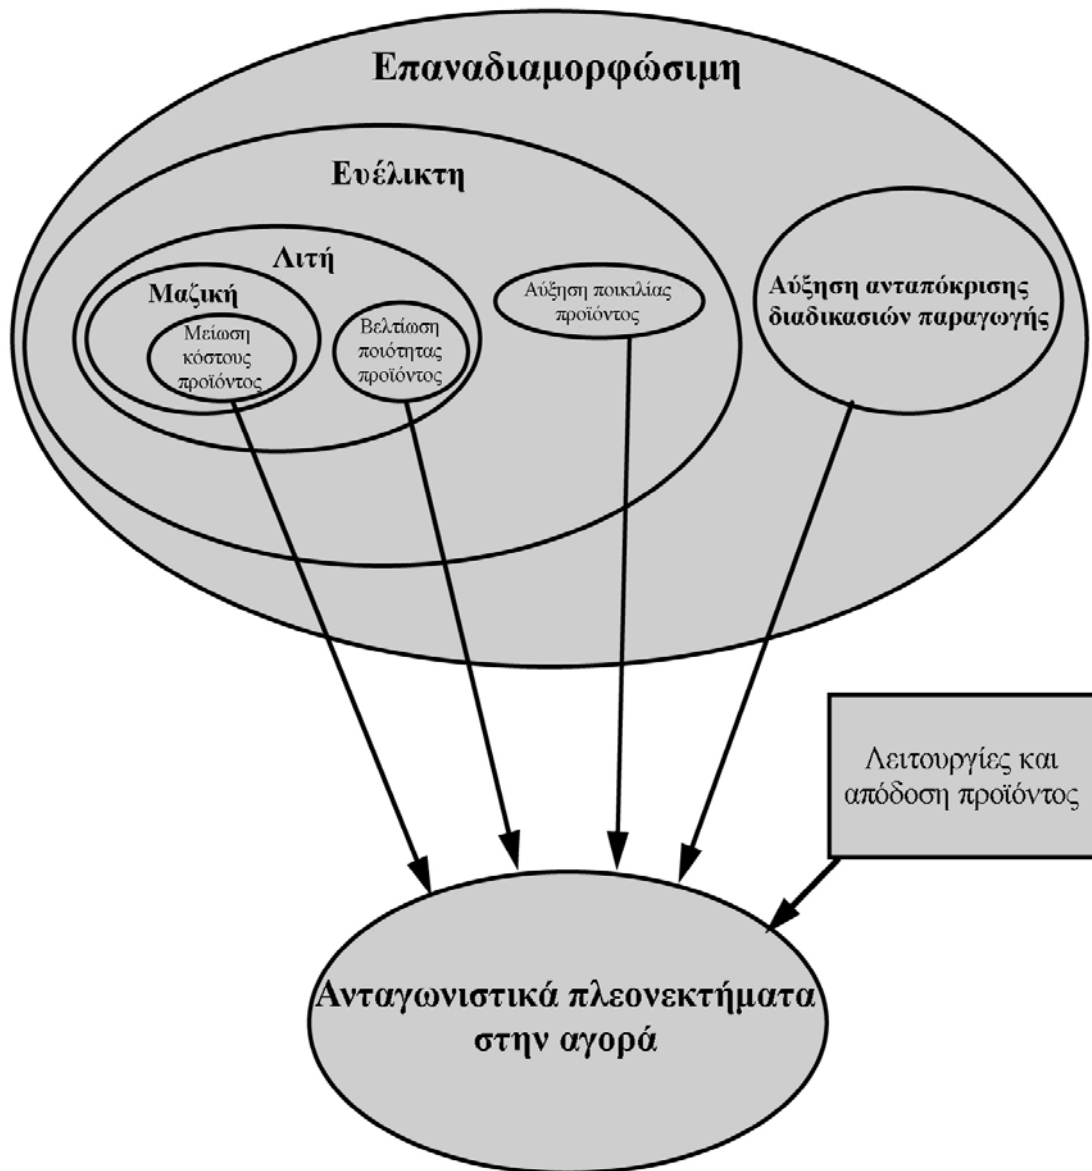 Επαναδιαμορφώσιμη
Ευέλικτη
Λιτή
Μαζική
Μείωση
κόστους
προϊόντος
Βελτίωση
ποιότητας
προϊόντος
Αύξηση ποικιλίας
προϊόντος
Αύξηση ανταπόκρισης
διαδικασιών παραγωγής
Λειτουργίες και
απόδοση προϊόντος
Ανταγωνιστικά πλεονεκτήματα
στην αγορά